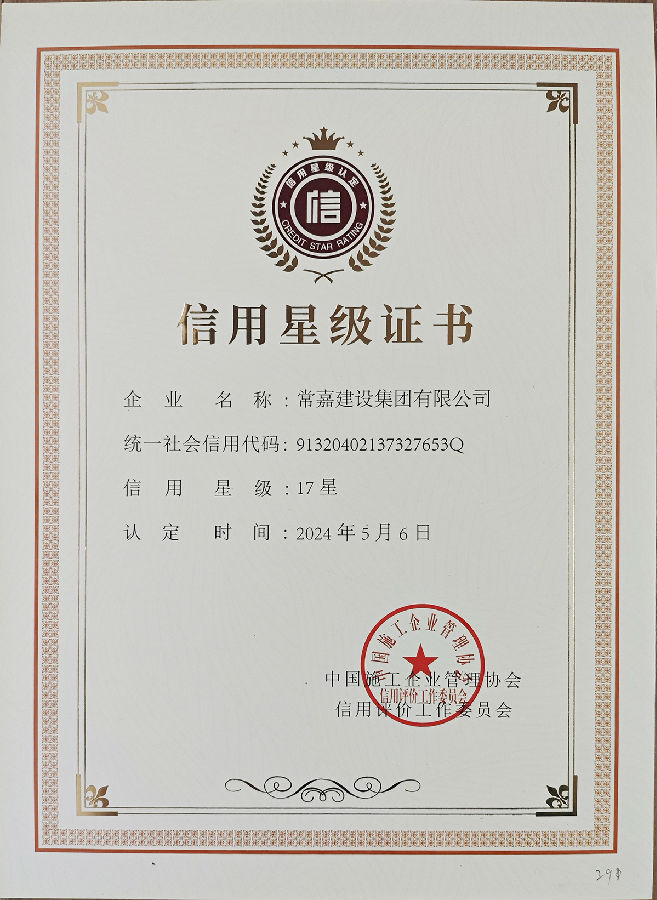 信用星级认定
信
CREDIT STAR RATING
信用星级证书
企业名称：常嘉建设集团有限公司
统一社会信用代码：91320402137327653Q
信用星级：17星
认定时间：2024年5月6日
中国施工企业管理协会
信用评价工作委员会
中国施工企业管理协会
信用评价工作委员会